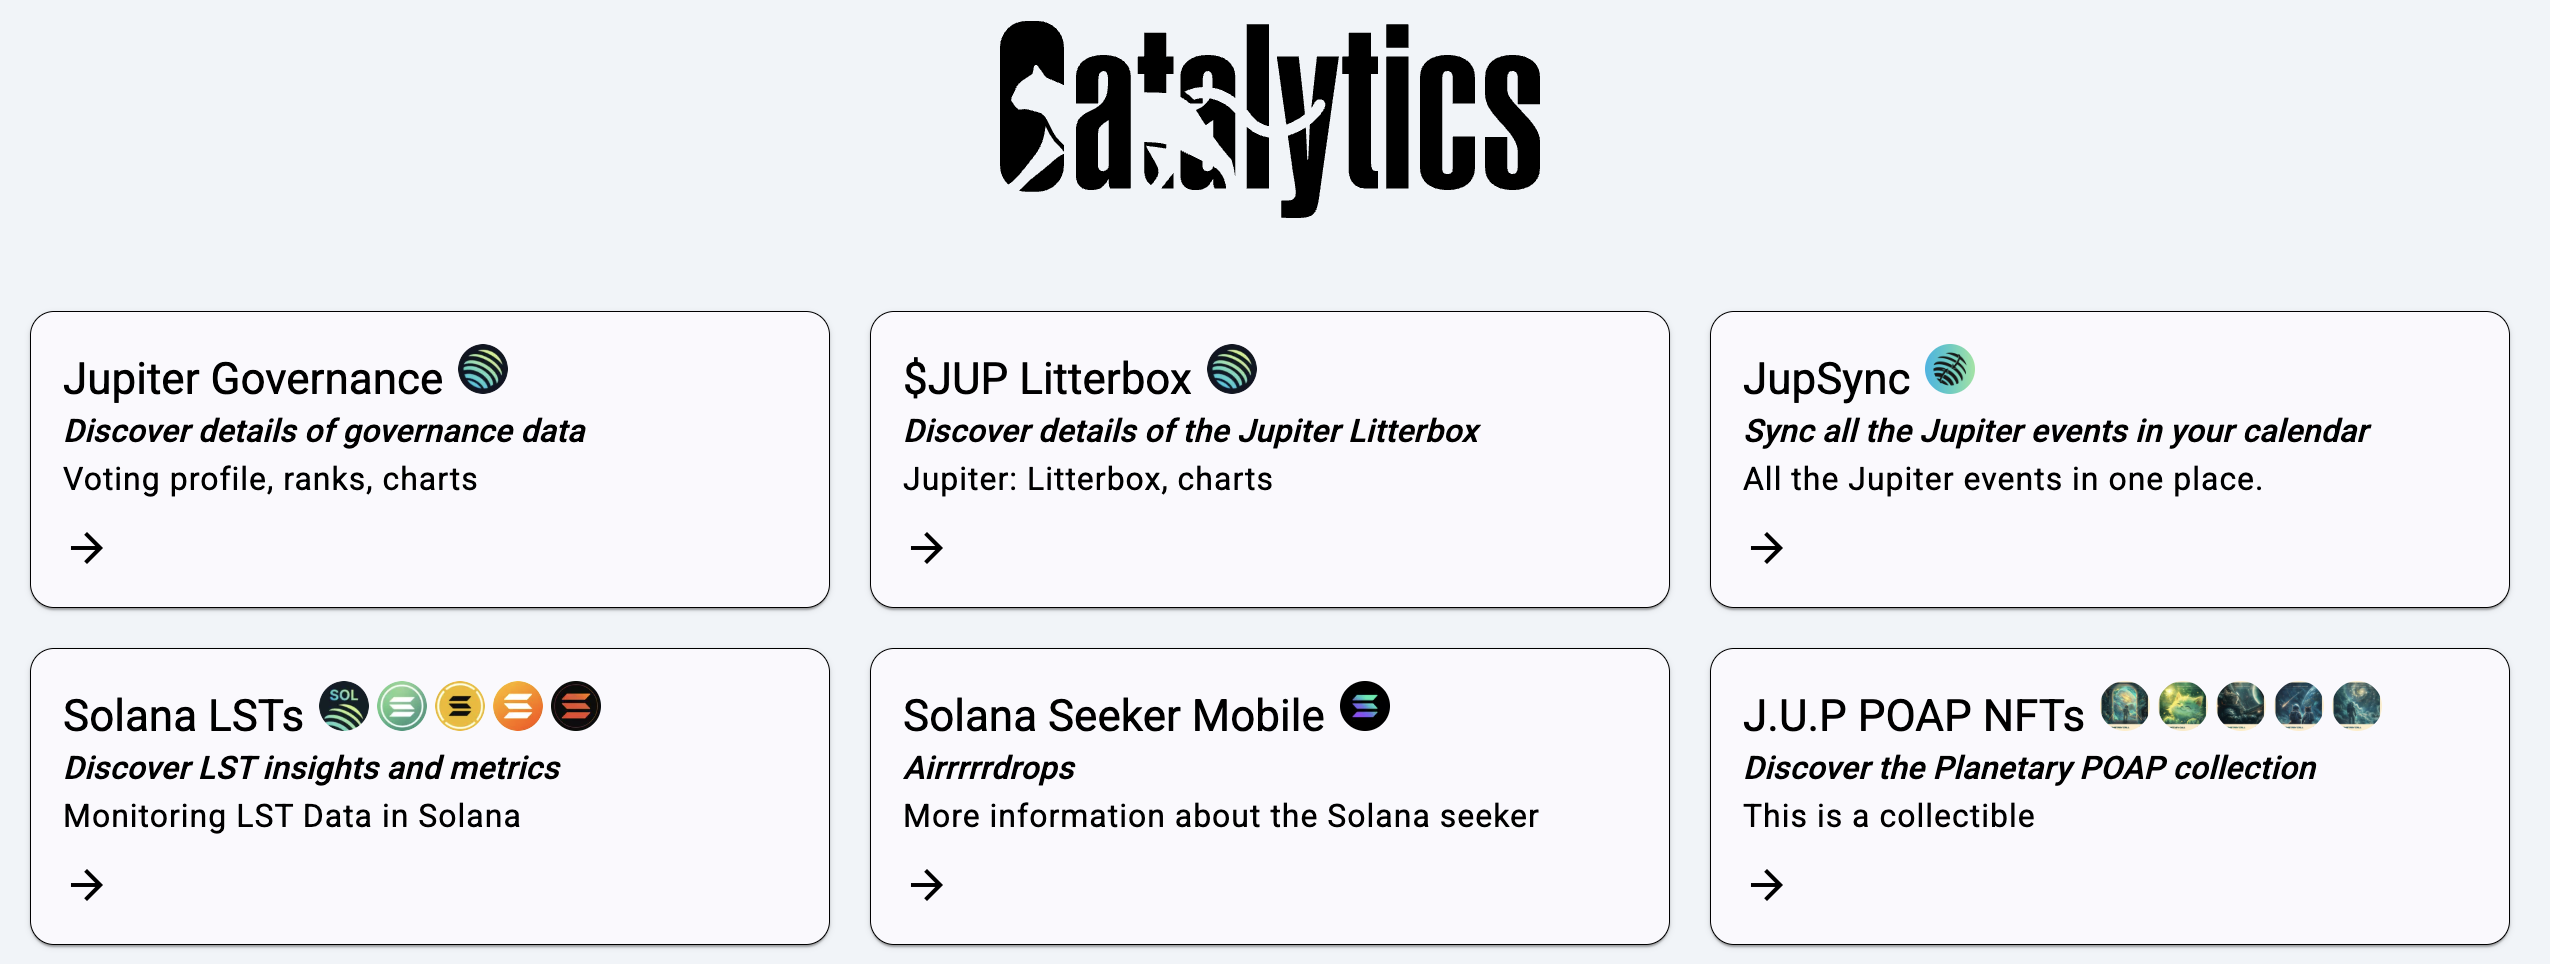 Catalytics
Jupiter Governance
Discover details of governance data
Voting profile, ranks, charts
$JUP Litterbox
Discover details of the Jupiter Litterbox
Jupiter: Litterbox, charts
JupSync
Sync all the Jupiter events in your calendar
All the Jupiter events in one place.
Solana LSTs
SOL
Discover LST insights and metrics
Monitoring LST Data in Solana
Solana Seeker Mobile
Airrrrrdrops
More information about the Solana seeker
J.U.P POAP NFTs
Discover the Planetary POAP collection
This is a collectible